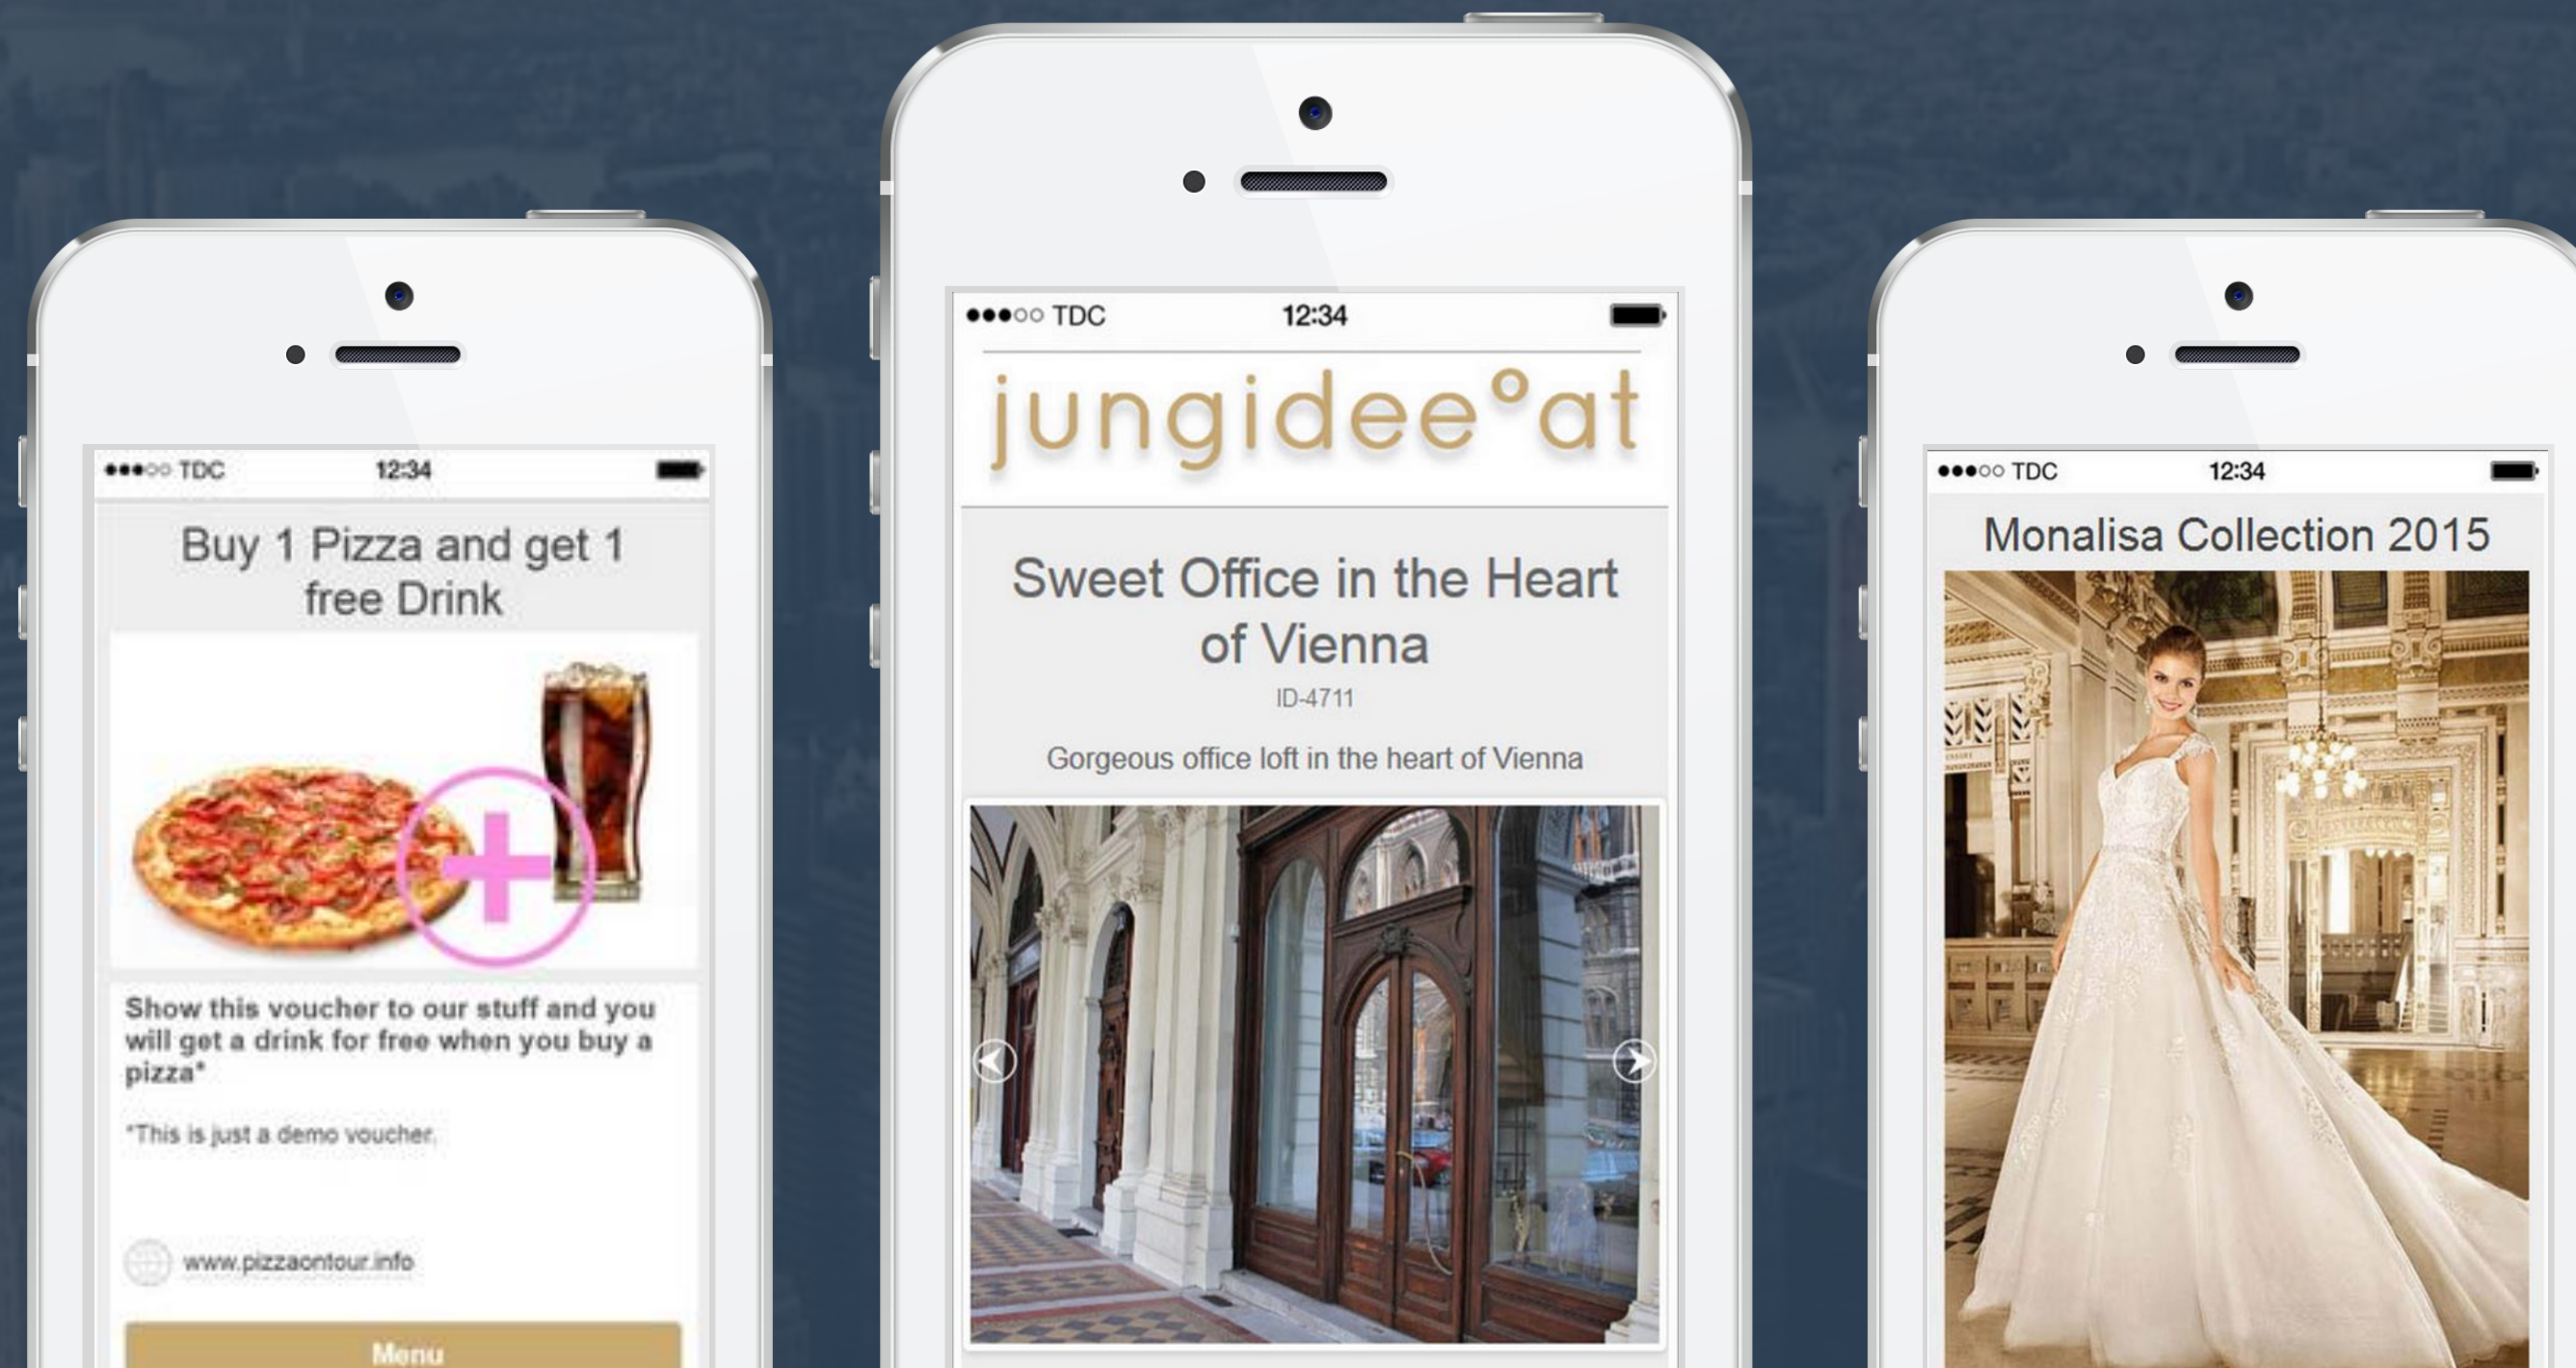 TDC 12:34
Buy 1 Pizza and get 1
free Drink
Show this voucher to our stuff and you
will get a drink for free when you buy a
pizza*
*This is just a demo voucher.
www.pizzaontour.info
Menu
TDC 12:34
jungidee°at
Sweet Office in the Heart
of Vienna
ID-4711
Gorgeous office loft in the heart of Vienna
TDC 12:34
Monalisa Collection 2015